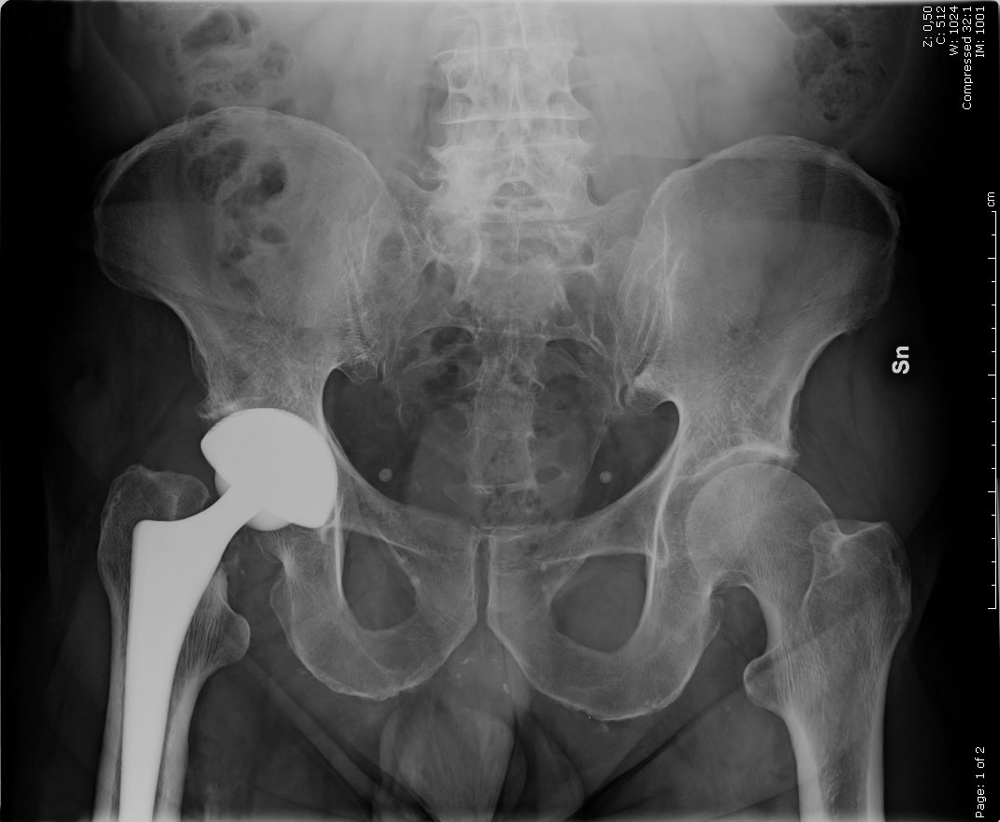 Z: 0,50
C: 512
W: 1024
Compressed 32:1
IM: 1001
cm
Sn
Page: 1 of 2